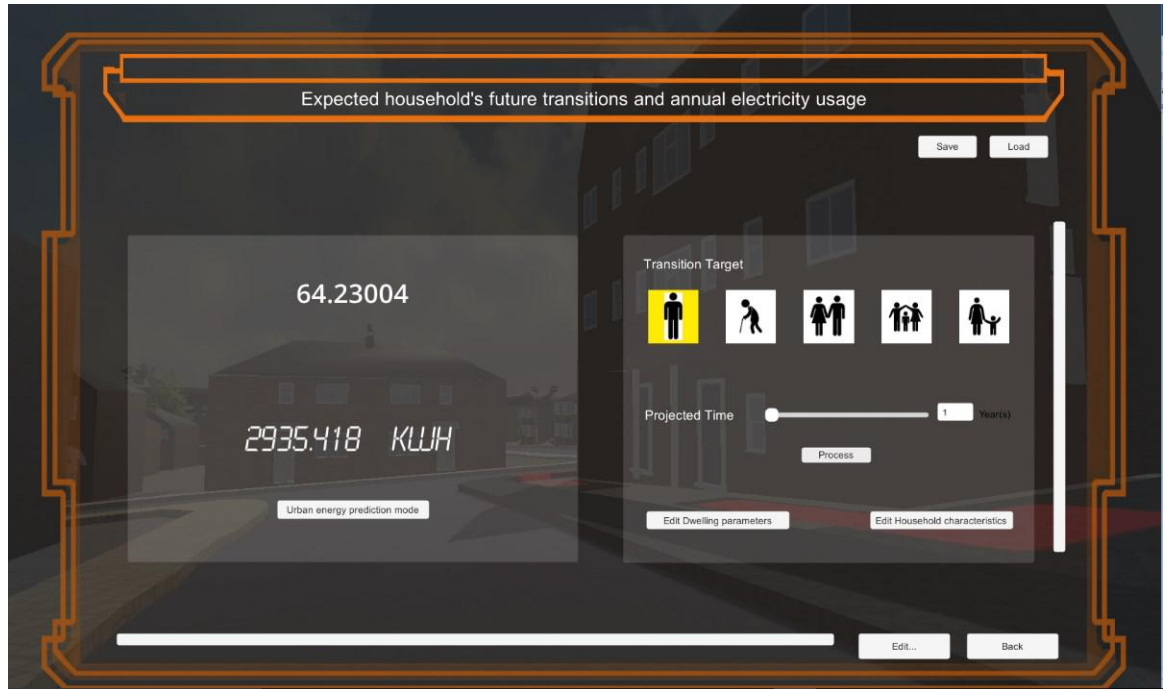 Expected household's future transitions and annual electricity usage
Save Load
64.23004
2935.418 KWH
Urban energy prediction mode
Transition Target
Projected Time 1 Year(s)
Process
Edit Dwelling parameters Edit Household characteristics
Edit... Back